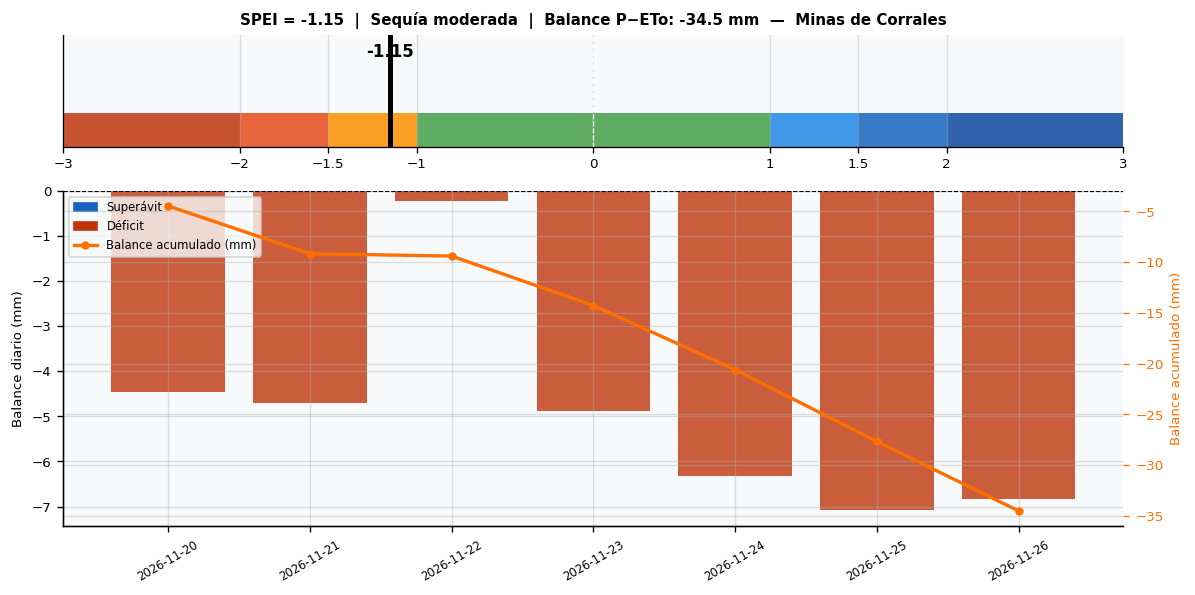 SPEI = -1.15 | Sequía moderada | Balance P−ETo: -34.5 mm — Minas de Corrales
-1.15
−3 −2 −1.5 −1 0 1 1.5 2 3
Superávit
Déficit
Balance acumulado (mm)
Balance diario (mm)
0
−1
−2
−3
−4
−5
−6
−7
−5
−10
−15
−20
−25
−30
−35
Balance acumulado (mm)
2026-11-20 2026-11-21 2026-11-22 2026-11-23 2026-11-24 2026-11-25 2026-11-26